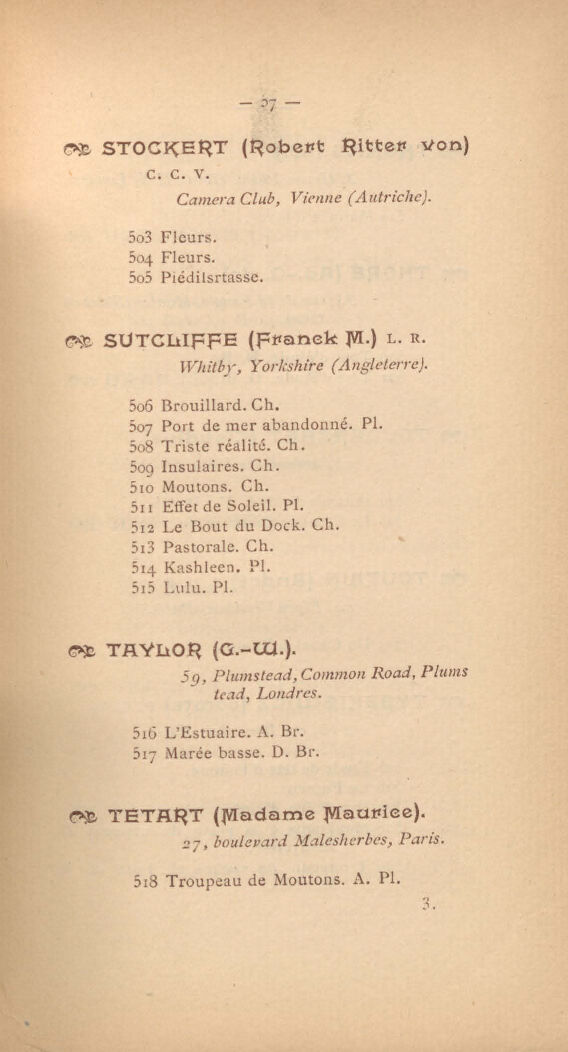 — 57 —
STOCKERT (Robert Ritter von)
C. C. V.
Camera Club, Vienne (Autriche).
503 Fleurs.
504 Fleurs.
505 Piédilsrtasse.
SUTCLIFFE (Franck M.) L. R.
Whitby, Yorkshire (Angleterre).
506 Brouillard. Ch.
507 Port de mer abandonné. Pl.
508 Triste réalité. Ch.
509 Insulaires. Ch.
510 Moutons. Ch.
511 Effet de Soleil. Pl.
512 Le Bout du Dock. Ch.
513 Pastorale. Ch.
514 Kashleen. Pl.
515 Lulu. Pl.
TAYLOR (G.-W.).
59, Plumstead, Common Road, Plums
tead, Londres.
516 L'Estuaire. A. Br.
517 Marée basse. D. Br.
TETART (Madame Maurice).
27, boulevard Malesherbes, Paris.
518 Troupeau de Moutons. A. Pl.
3.